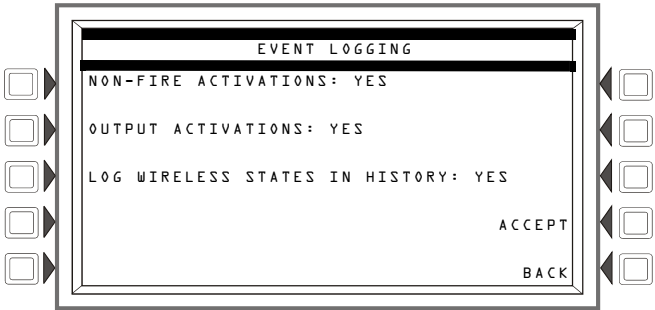 EVENT LOGGING
NON-FIRE ACTIVATIONS: YES
OUTPUT ACTIVATIONS: YES
LOG WIRELESS STATES IN HISTORY: YES
ACCEPT
BACK